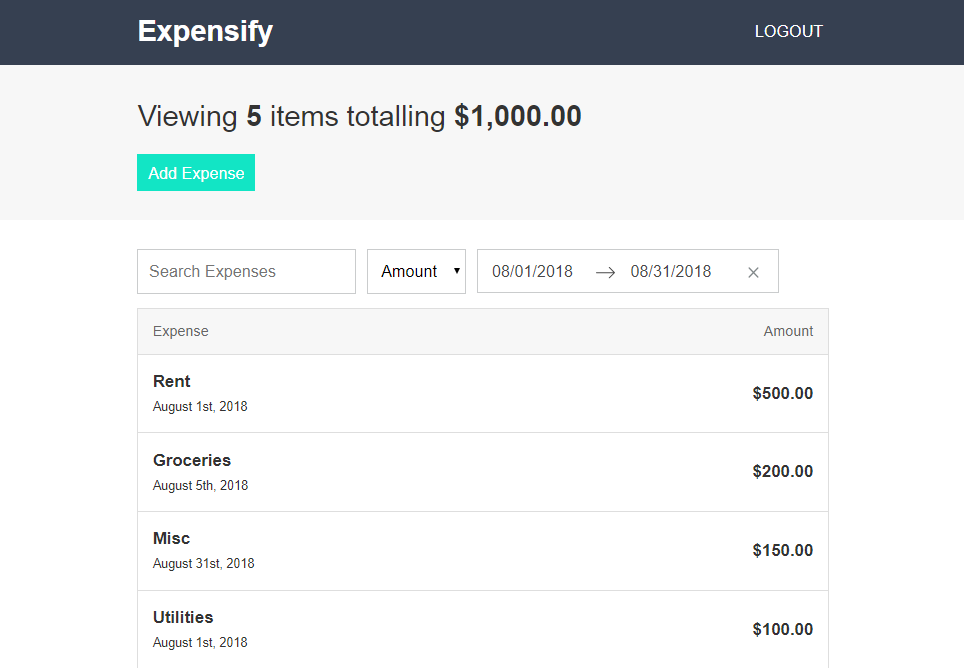 Expensify
LOGOUT
Viewing 5 items totalling $1,000.00
Add Expense
Search Expenses
Amount
08/01/2018
08/31/2018
Expense
Amount
Rent
August 1st, 2018
$500.00
Groceries
August 5th, 2018
$200.00
Misc
August 31st, 2018
$150.00
Utilities
August 1st, 2018
$100.00